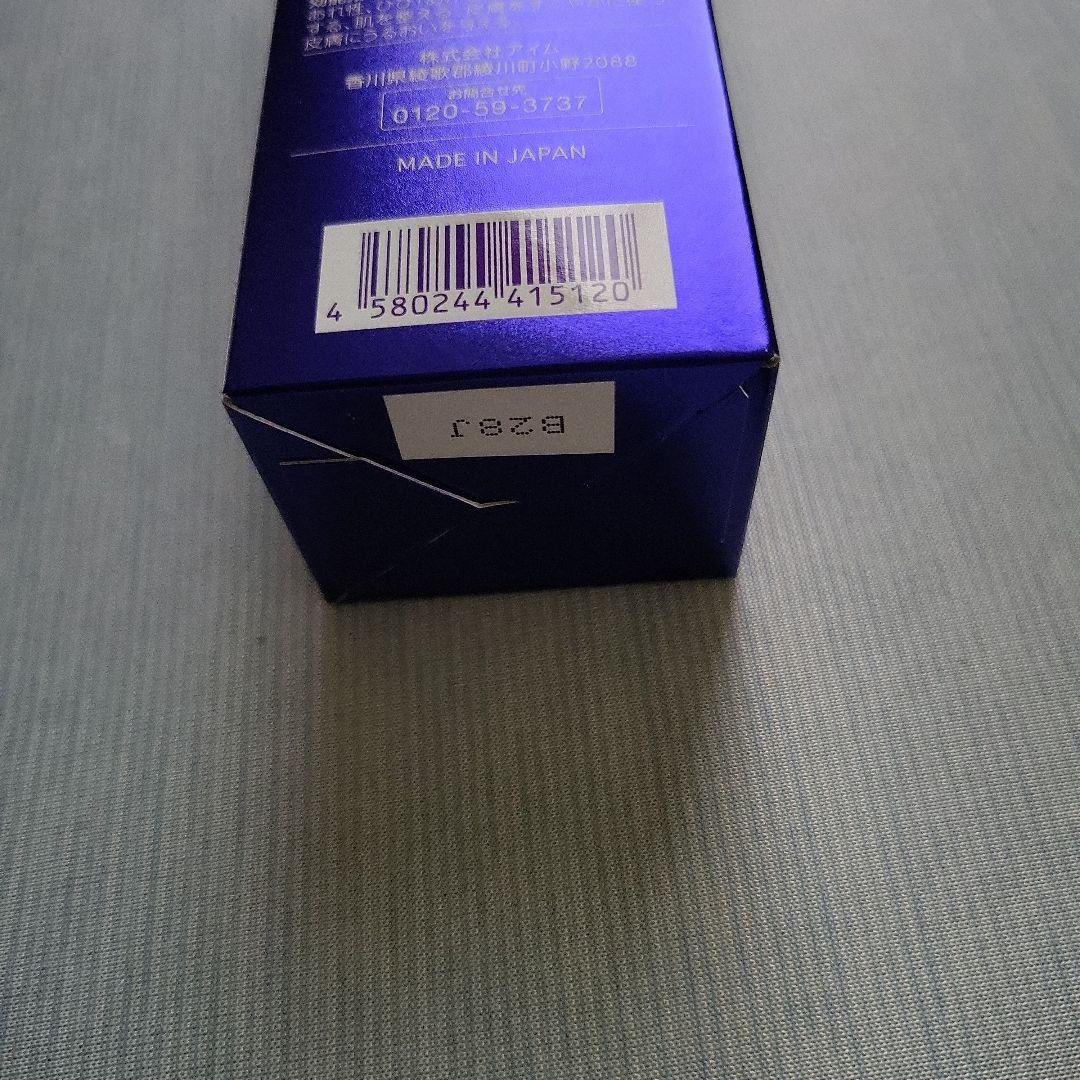 皮膚にうるおいを与える。
株式会社アイム
香川県綾歌郡綾川町小野2088
お問合せ先
0120-59-3737
MADE IN JAPAN
4 580244 415120
B28J